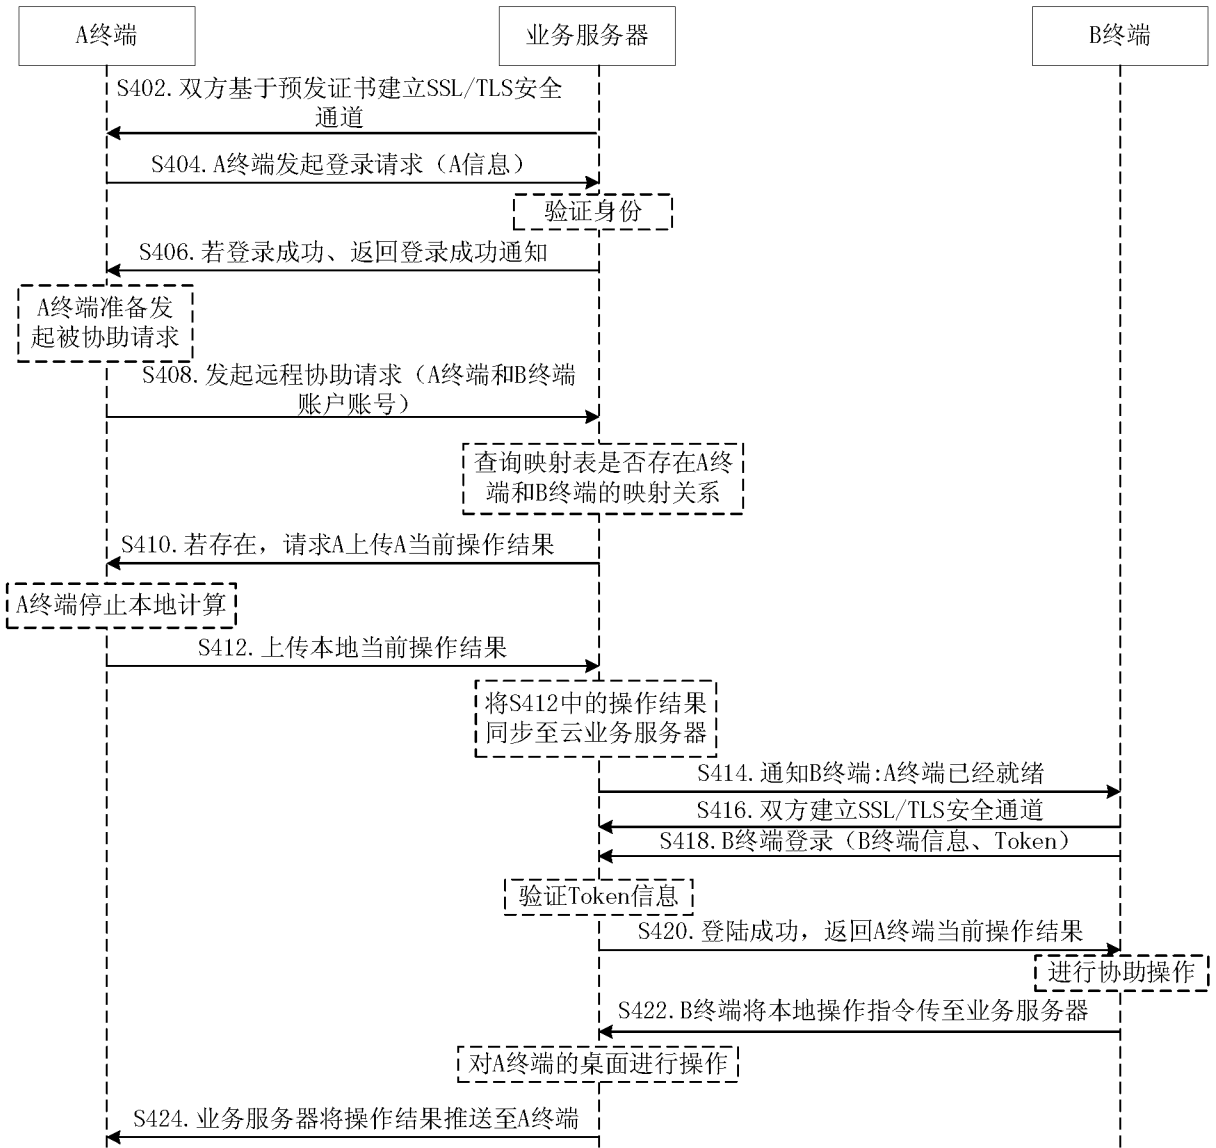 A终端
业务服务器
B终端
S402.双方基于预发证书建立SSL/TLS安全
通道
S404.A终端发起登录请求（A信息）
验证身份
S406.若登录成功、返回登录成功通知
A终端准备发
起被协助请求
S408.发起远程协助请求（A终端和B终端
账户账号）
查询映射表是否存在A终
端和B终端的映射关系
S410.若存在，请求A上传A当前操作结果
A终端停止本地计算
S412.上传本地当前操作结果
将S412中的操作结果
同步至云业务服务器
S414.通知B终端:A终端已经就绪
S416.双方建立SSL/TLS安全通道
S418.B终端登录（B终端信息、Token）
验证Token信息
S420.登陆成功，返回A终端当前操作结果
进行协助操作
S422.B终端将本地操作指令传至业务服务器
对A终端的桌面进行操作
S424.业务服务器将操作结果推送至A终端